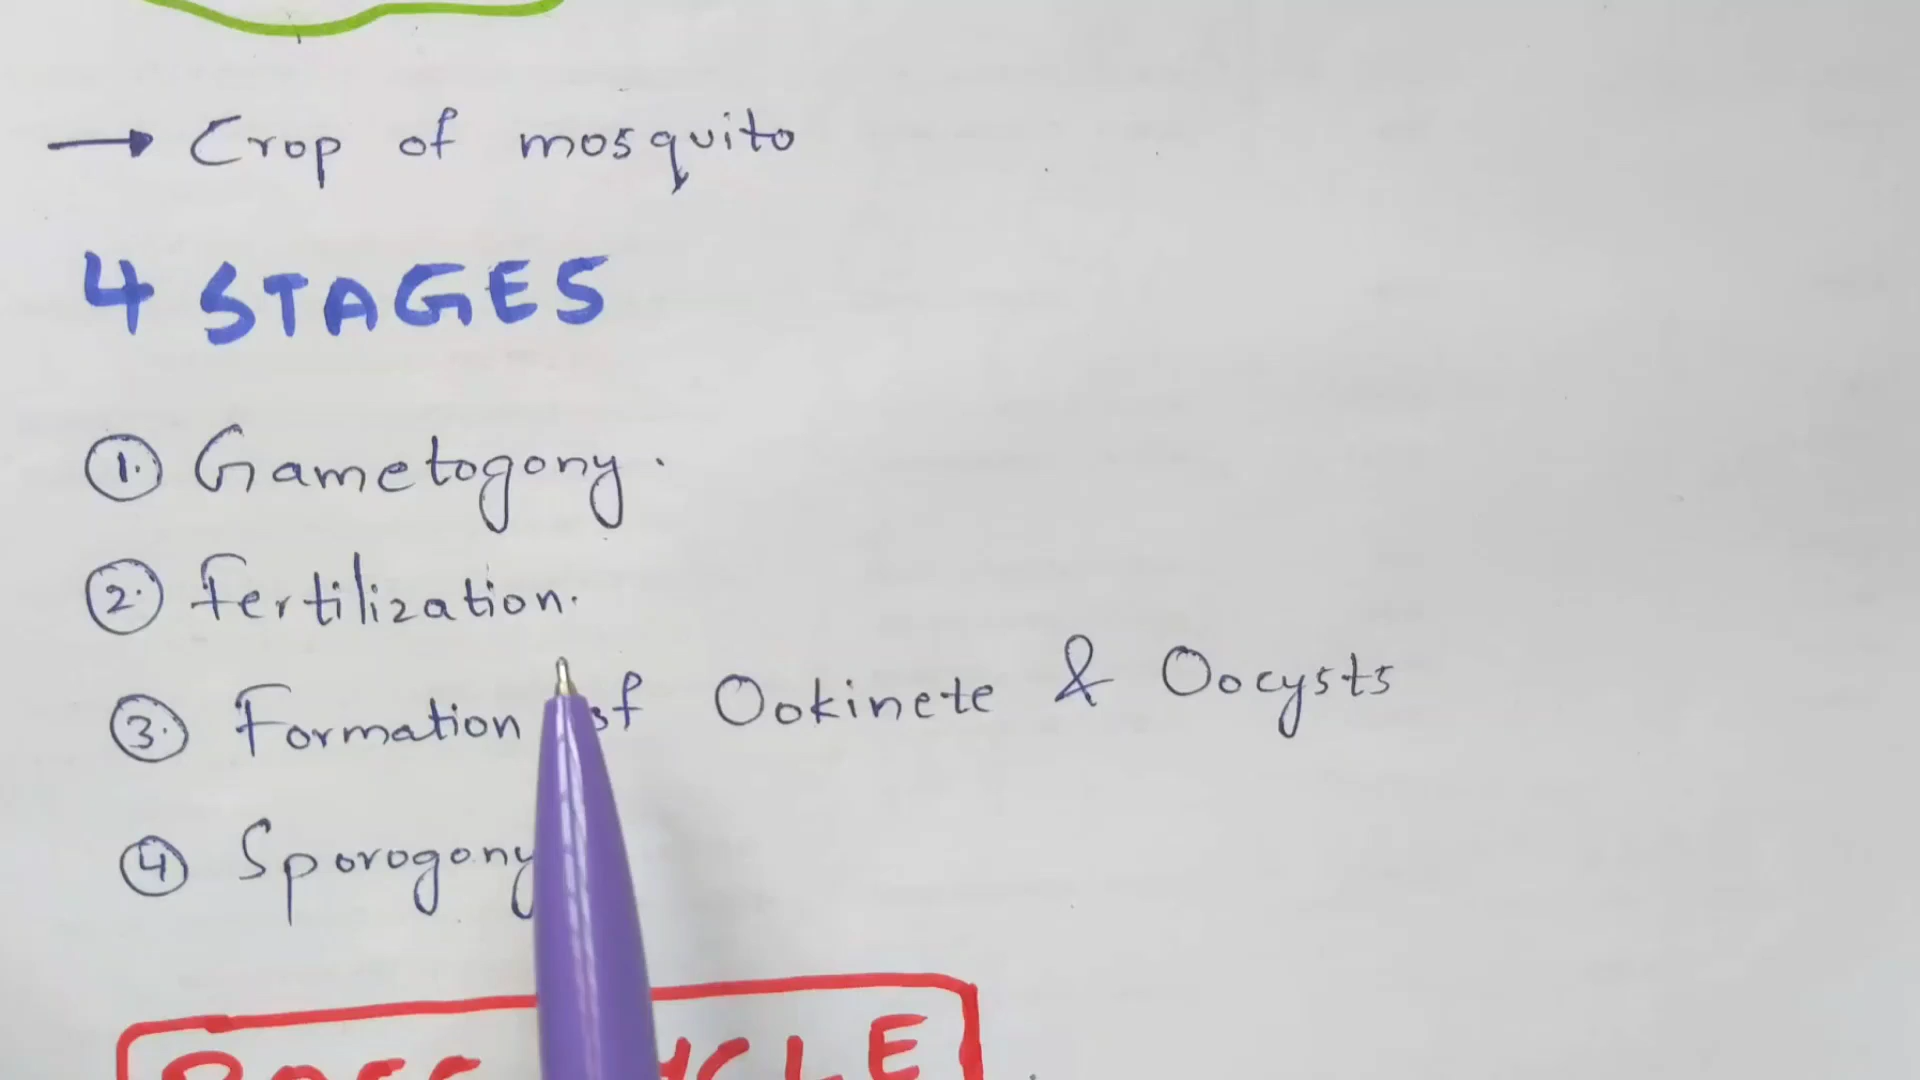 → Crop of mosquito
4 STAGES
1. Gametogony.
2. Fertilization.
3. Formation of Ookinete & Oocysts
4 Sporogony